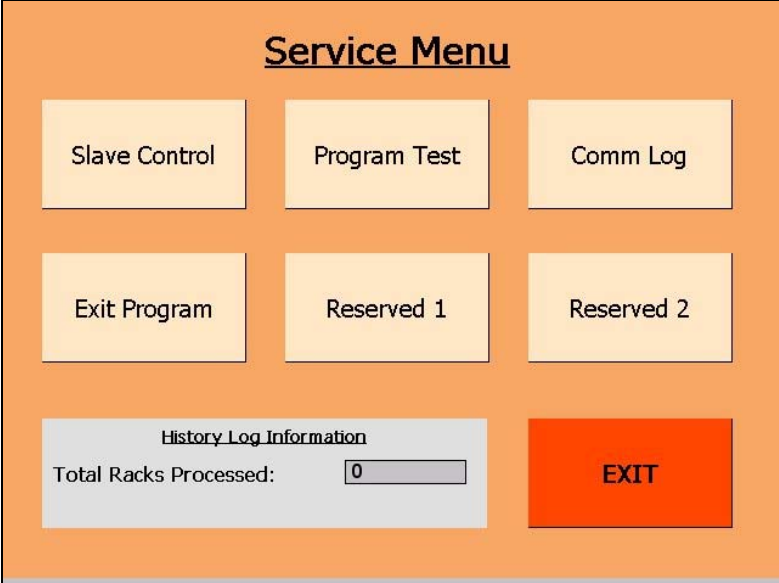 Service Menu
Slave Control
Program Test
Comm Log
Exit Program
Reserved 1
Reserved 2
History Log Information
Total Racks Processed: 0
EXIT